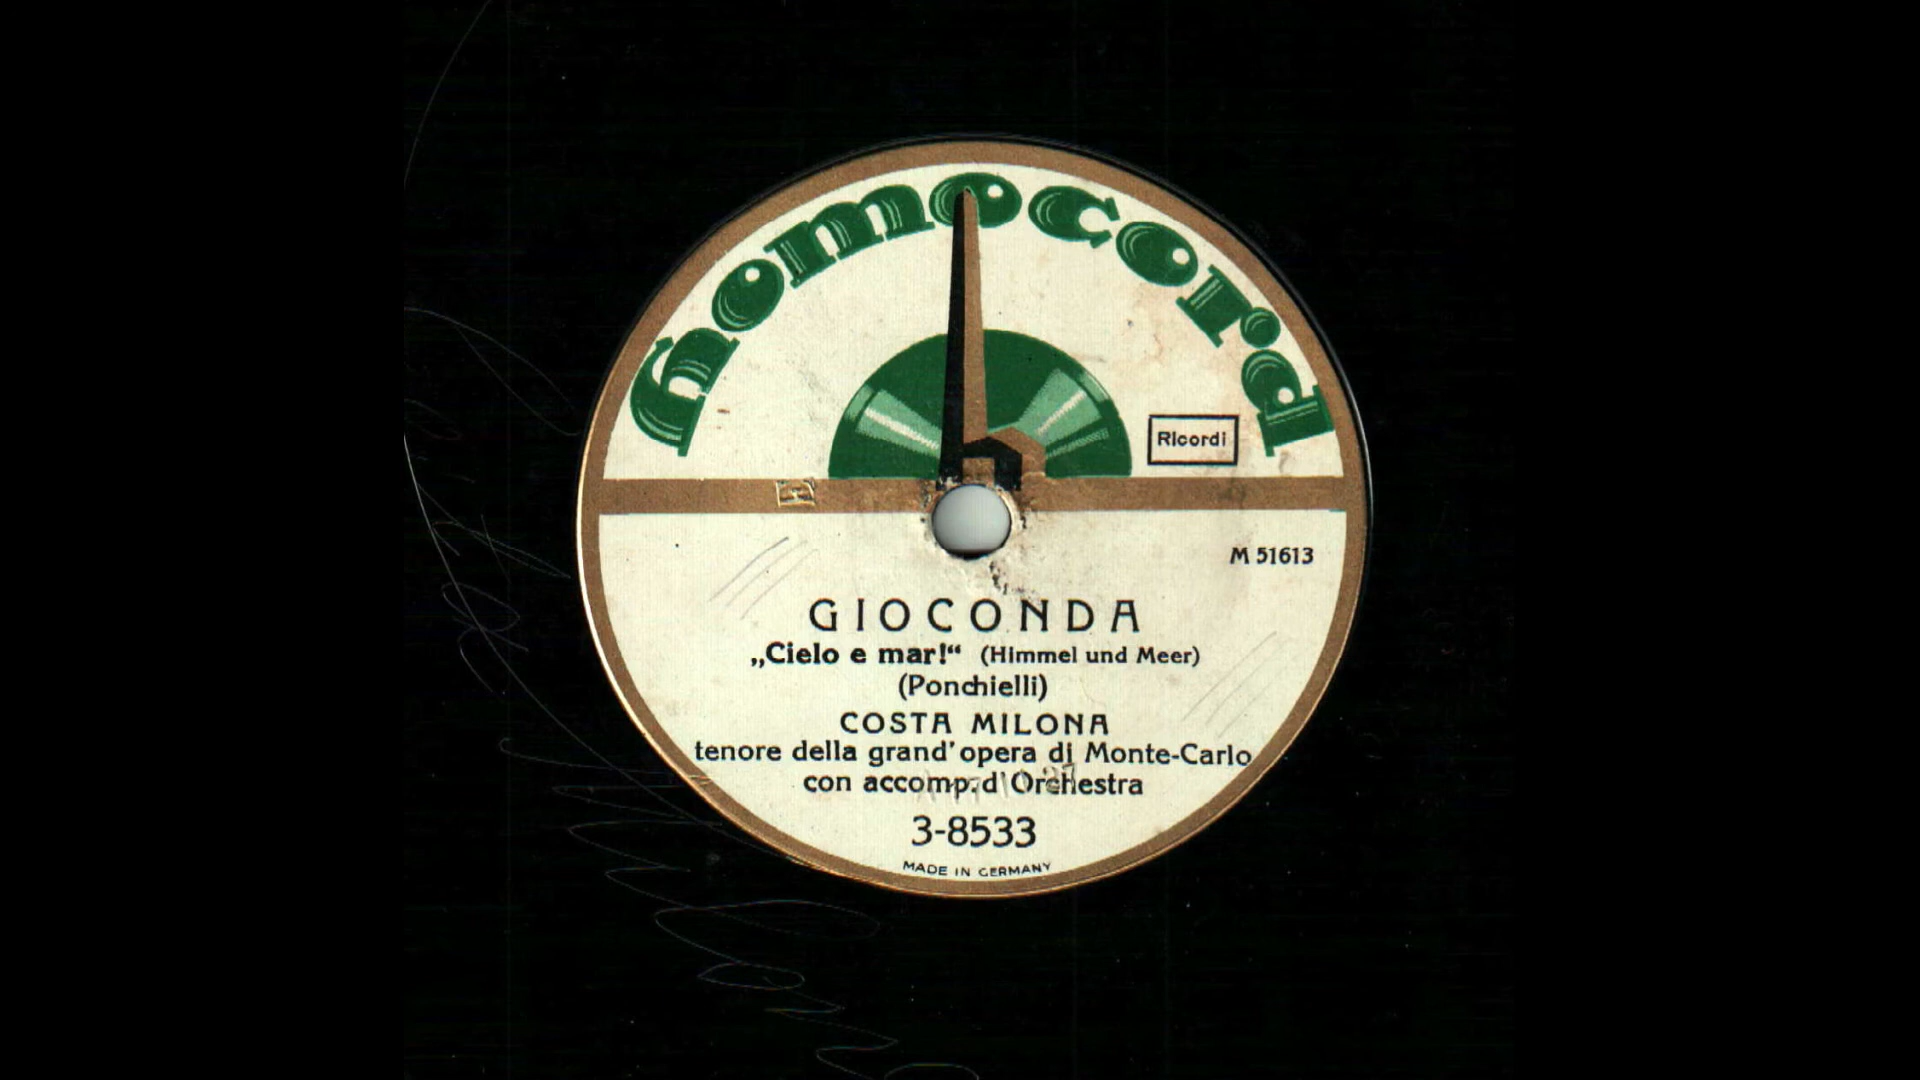 homocord
Ricordi
M 51613
GIOCONDA
„Cielo e mar!“ (Himmel und Meer)
(Ponchielli)
COSTA MILONA
tenore della grand' opera di Monte-Carlo
con accomp. d'Orchestra
3-8533
MADE IN GERMANY